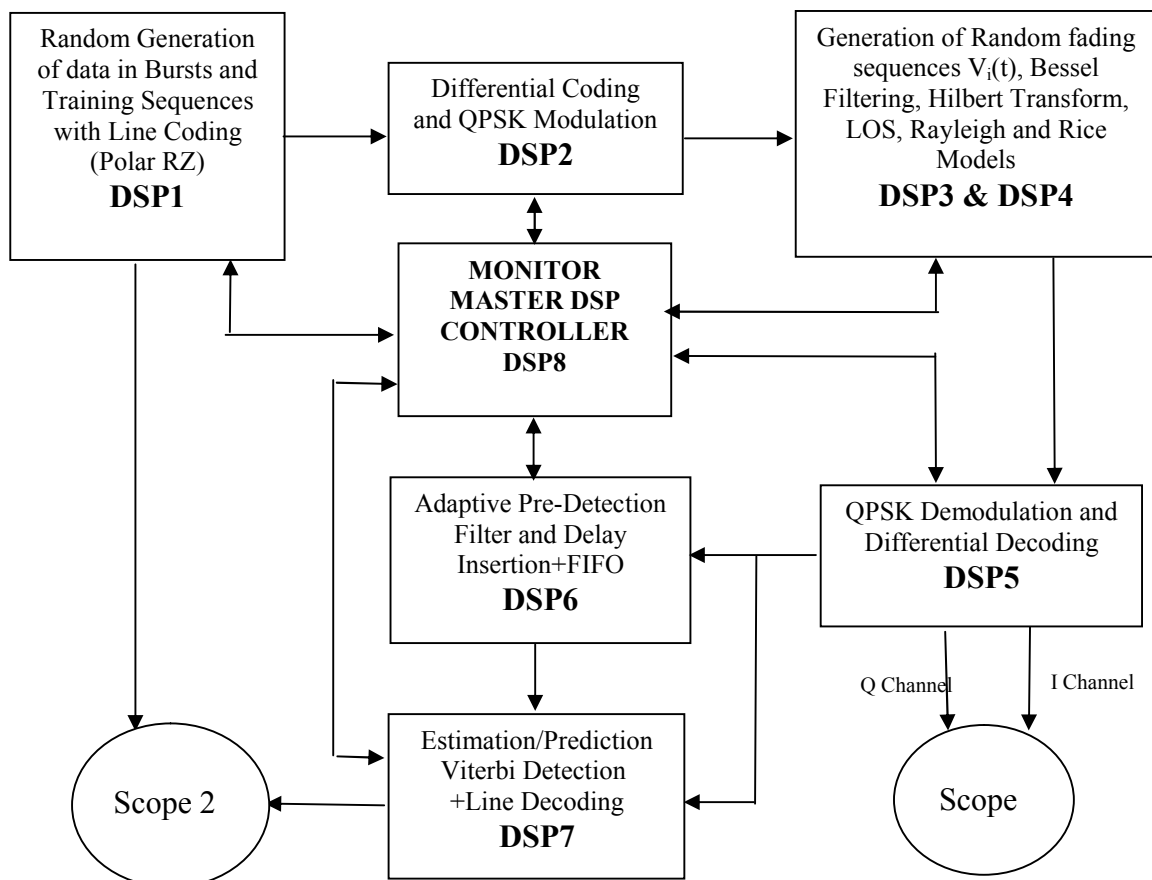 Random Generation
of data in Bursts and
Training Sequences
with Line Coding
(Polar RZ)
DSP1
Differential Coding
and QPSK Modulation
DSP2
Generation of Random fading
sequences Vi(t), Bessel
Filtering, Hilbert Transform,
LOS, Rayleigh and Rice
Models
DSP3 & DSP4
MONITOR
MASTER DSP
CONTROLLER
DSP8
Adaptive Pre-Detection
Filter and Delay
Insertion+FIFO
DSP6
QPSK Demodulation and
Differential Decoding
DSP5
Q Channel
I Channel
Estimation/Prediction
Viterbi Detection
+Line Decoding
DSP7
Scope 2
Scope